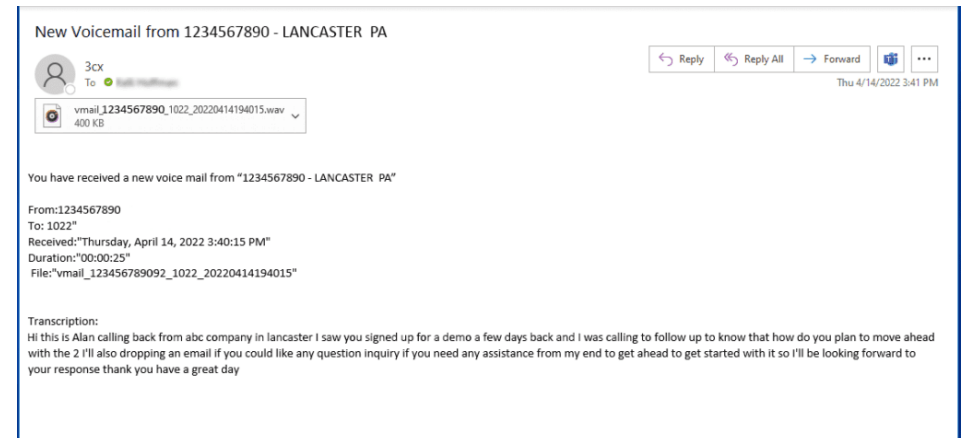 New Voicemail from 1234567890 - LANCASTER PA
3cx
To
Reply
Reply All
Forward
Thu 4/14/2022 3:41 PM
vmail_1234567890_1022_20220414194015.wav
400 KB
You have received a new voice mail from “1234567890 - LANCASTER PA”
From:1234567890
To: 1022"
Received:"Thursday, April 14, 2022 3:40:15 PM"
Duration:"00:00:25"
File:"vmail_123456789092_1022_20220414194015"
Transcription:
Hi this is Alan calling back from abc company in lancaster I saw you signed up for a demo a few days back and I was calling to follow up to know that how do you plan to move ahead
with the 2 I'll also dropping an email if you could like any question inquiry if you need any assistance from my end to get ahead to get started with it so I'll be looking forward to
your response thank you have a great day